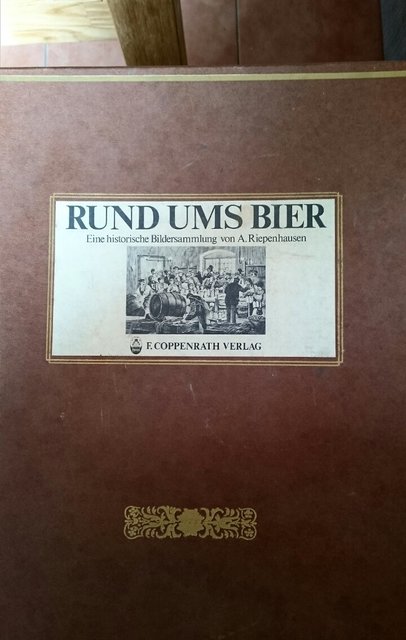 RUND UMS BIER
Eine historische Bildersammlung von A. Riepenhausen
F. COPPENRATH VERLAG